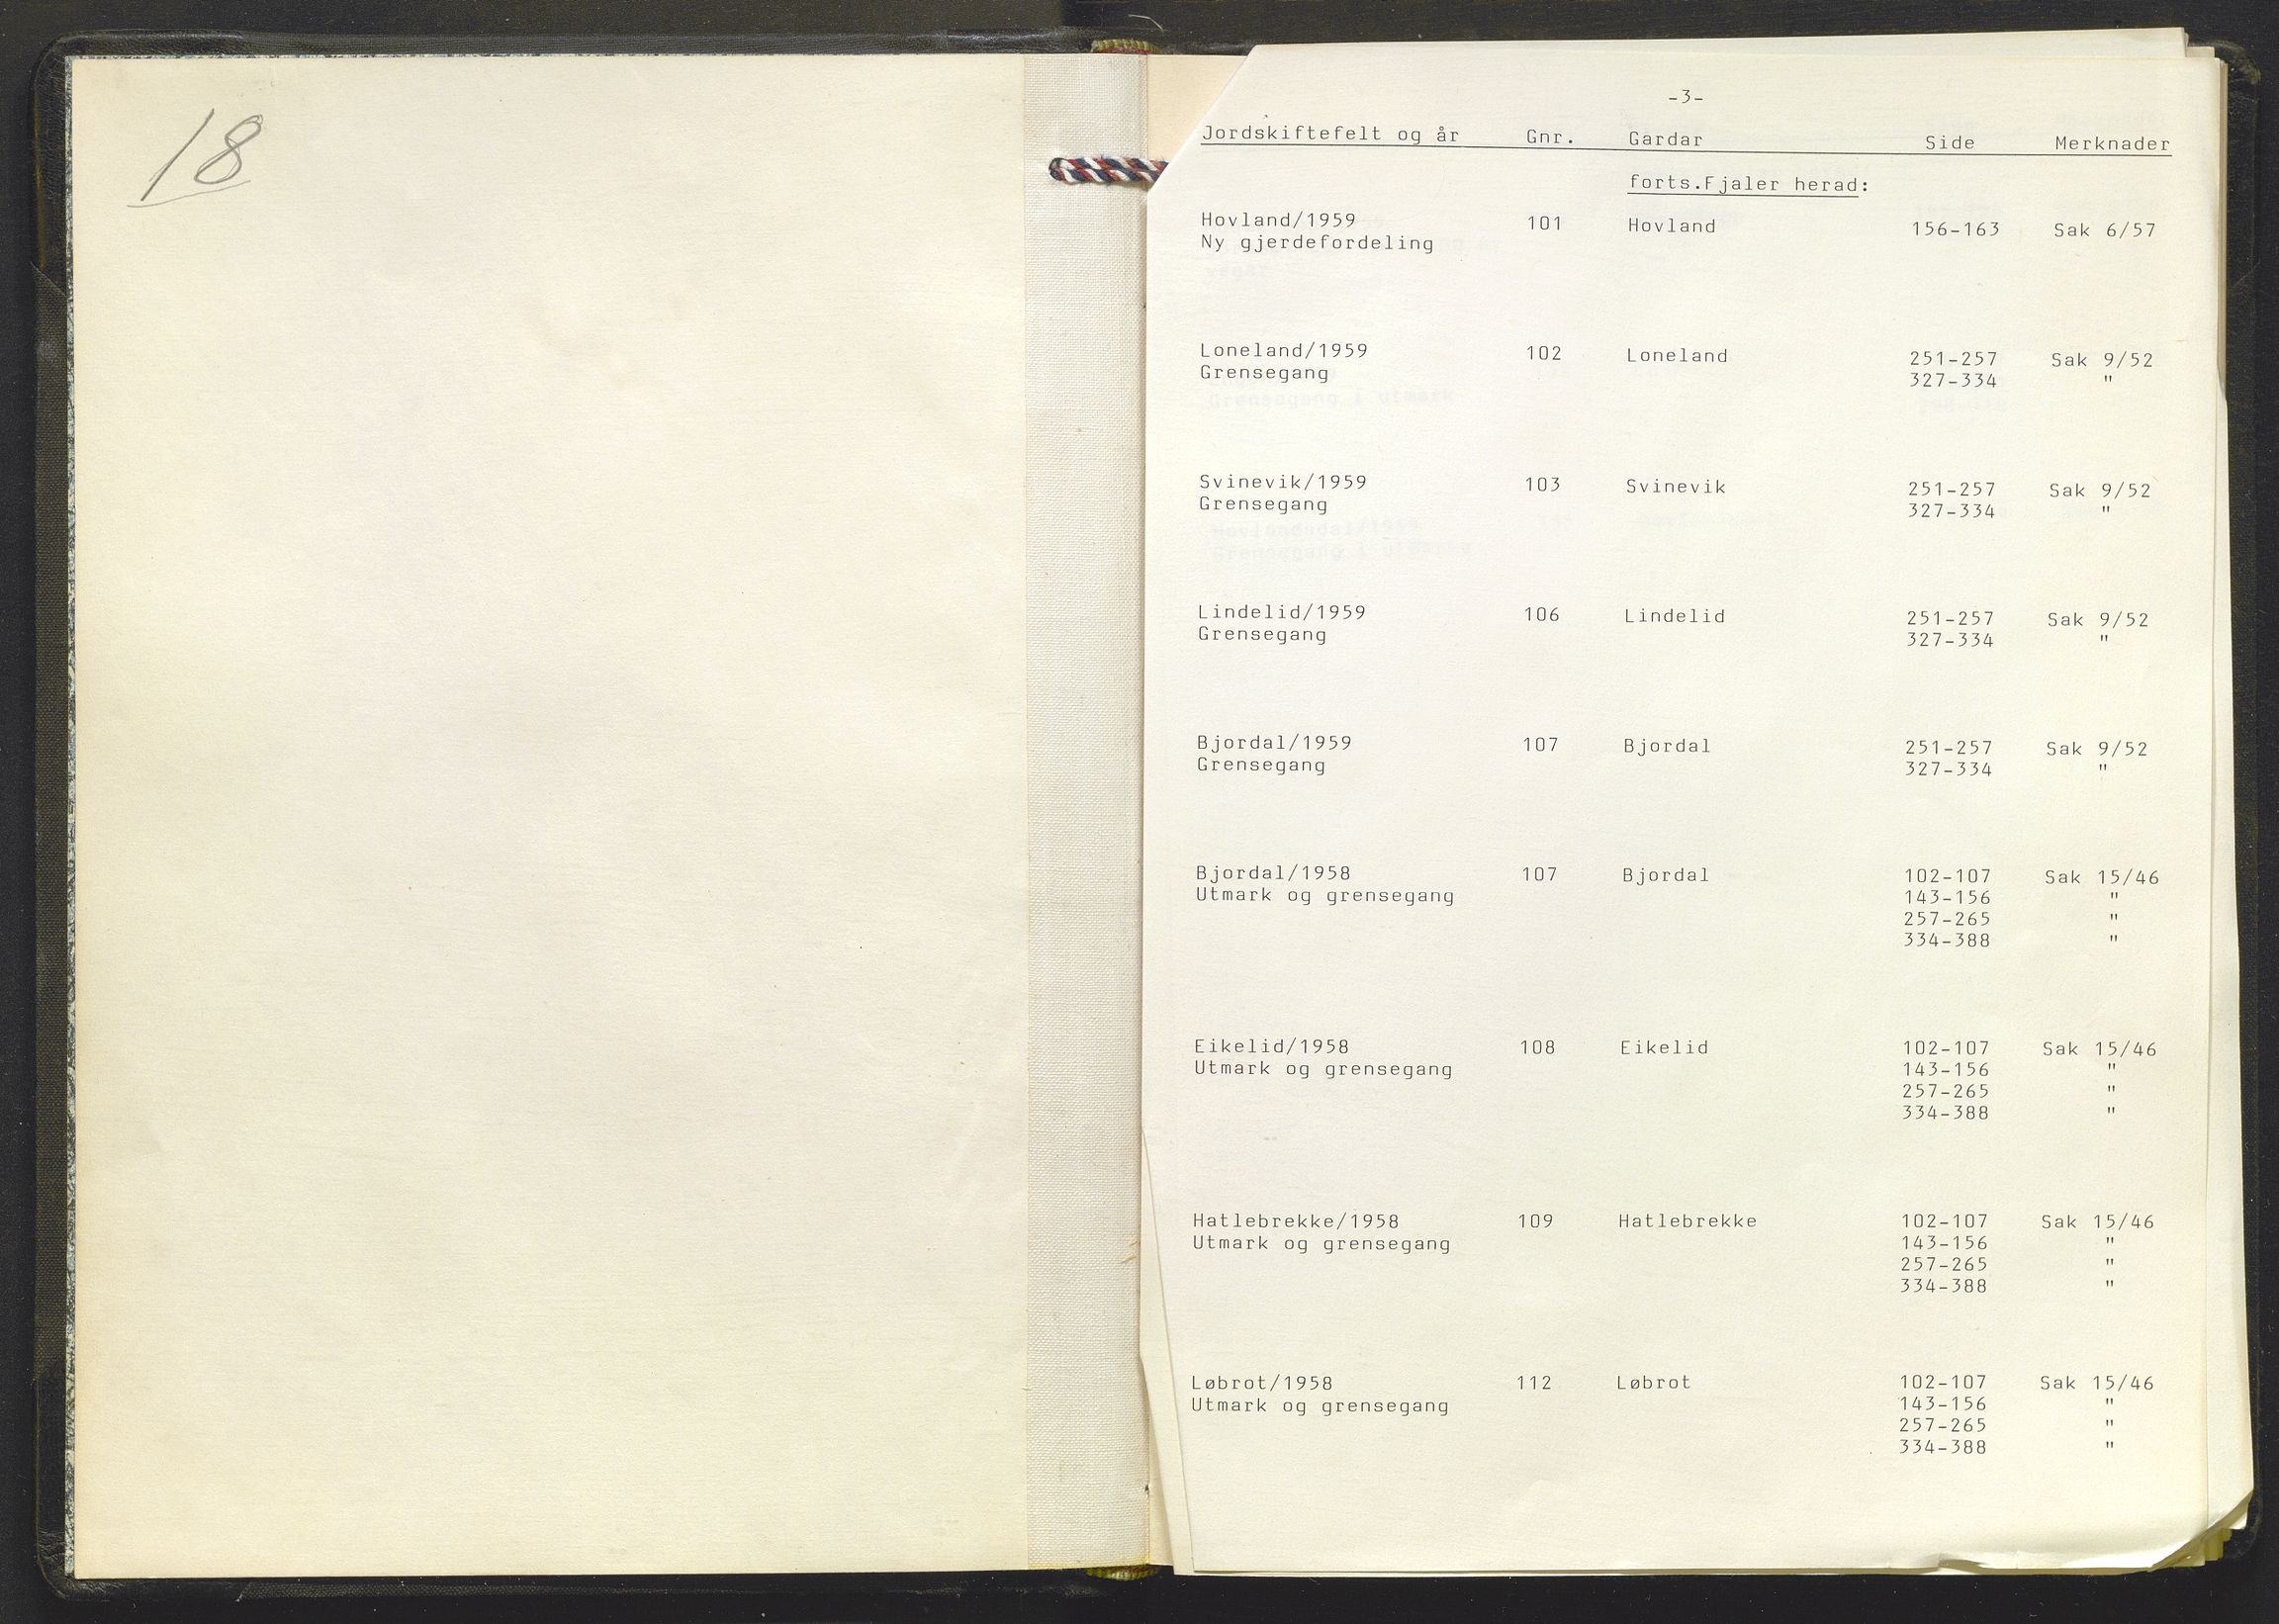 18
-3-
Jordskiftefelt og år Gnr. Gardar Side Merknader
forts.Fjaler herad:
Hovland/1959 101 Hovland 156-163 Sak 6/57
Ny gjerdefordeling
Loneland/1959 102 Loneland 251-257 Sak 9/52
Grensegang 327-334 "
Svinevik/1959 103 Svinevik 251-257 Sak 9/52
Grensegang 327-334 "
Lindelid/1959 106 Lindelid 251-257 Sak 9/52
Grensegang 327-334 "
Bjordal/1959 107 Bjordal 251-257 Sak 9/52
Grensegang 327-334 "
Bjordal/1958 107 Bjordal 102-107 Sak 15/46
Utmark og grensegang 143-156 "
257-265 "
334-388 "
Eikelid/1958 108 Eikelid 102-107 Sak 15/46
Utmark og grensegang 143-156 "
257-265 "
334-388 "
Hatlebrekke/1958 109 Hatlebrekke 102-107 Sak 15/46
Utmark og grensegang 143-156 "
257-265 "
334-388 "
Løbrot/1958 112 Løbrot 102-107 Sak 15/46
Utmark og grensegang 143-156 "
257-265 "
334-388 "